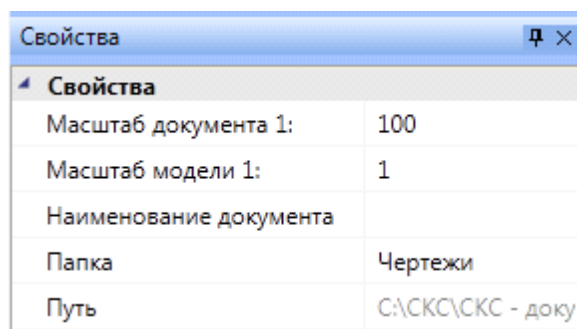 Свойства
Свойства
Масштаб документа 1: 100
Масштаб модели 1: 1
Наименование документа
Папка Чертежи
Путь C:\СКС\СКС - доку